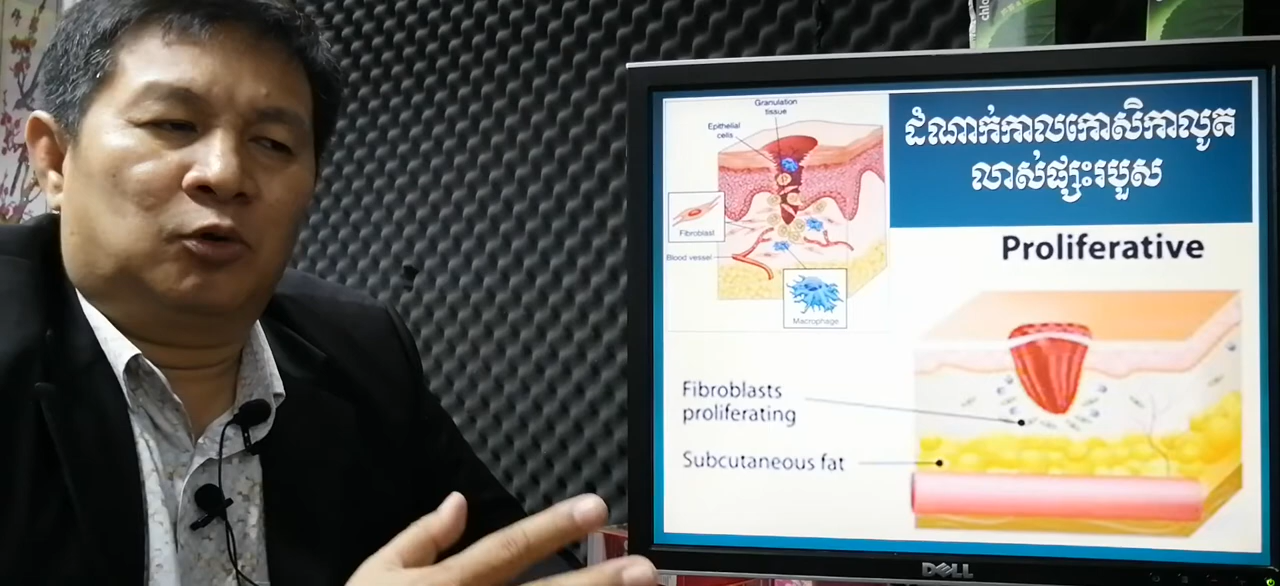 Granulation
tissue
Epithelial
cells
Fibroblast
Blood vessel
Macrophage
ដំណាក់កាលកោសិកាលូត
លាស់ផ្សះរបួស
Proliferative
Fibroblasts
proliferating
Subcutaneous fat
DELL